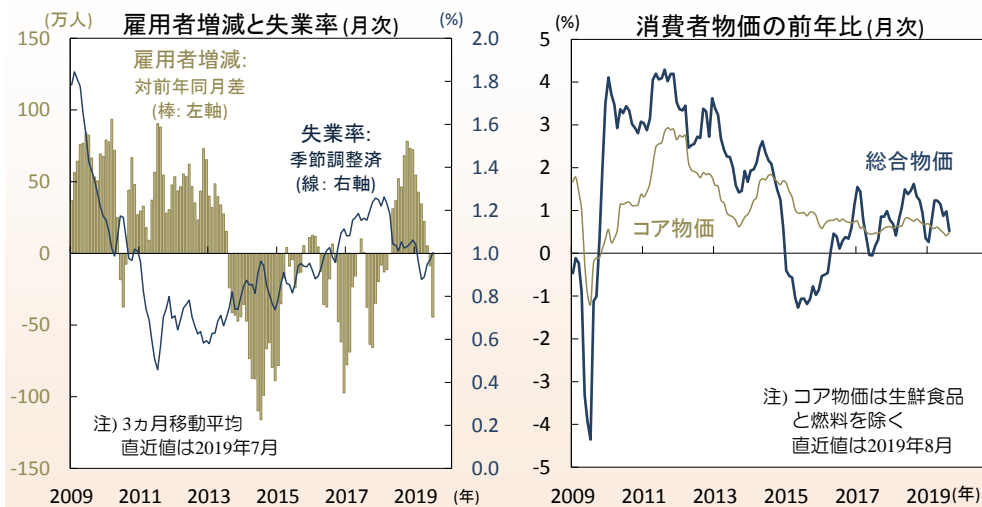 雇用者増減と失業率(月次)
(万人)
(%)
150
100
50
0
-50
-100
-150
2.0
1.8
1.6
1.4
1.2
1.0
0.8
0.6
0.4
0.2
0.0
雇用者増減:
対前年同月差
(棒: 左軸)
失業率:
季節調整済
(線: 右軸)
注) 3ヵ月移動平均
直近値は2019年7月
2009 2011 2013 2015 2017 2019 (年)
消費者物価の前年比(月次)
(%)
5
4
3
2
1
0
-1
-2
-3
-4
-5
総合物価
コア物価
注) コア物価は生鮮食品
と燃料を除く
直近値は2019年8月
2009 2011 2013 2015 2017 2019 (年)